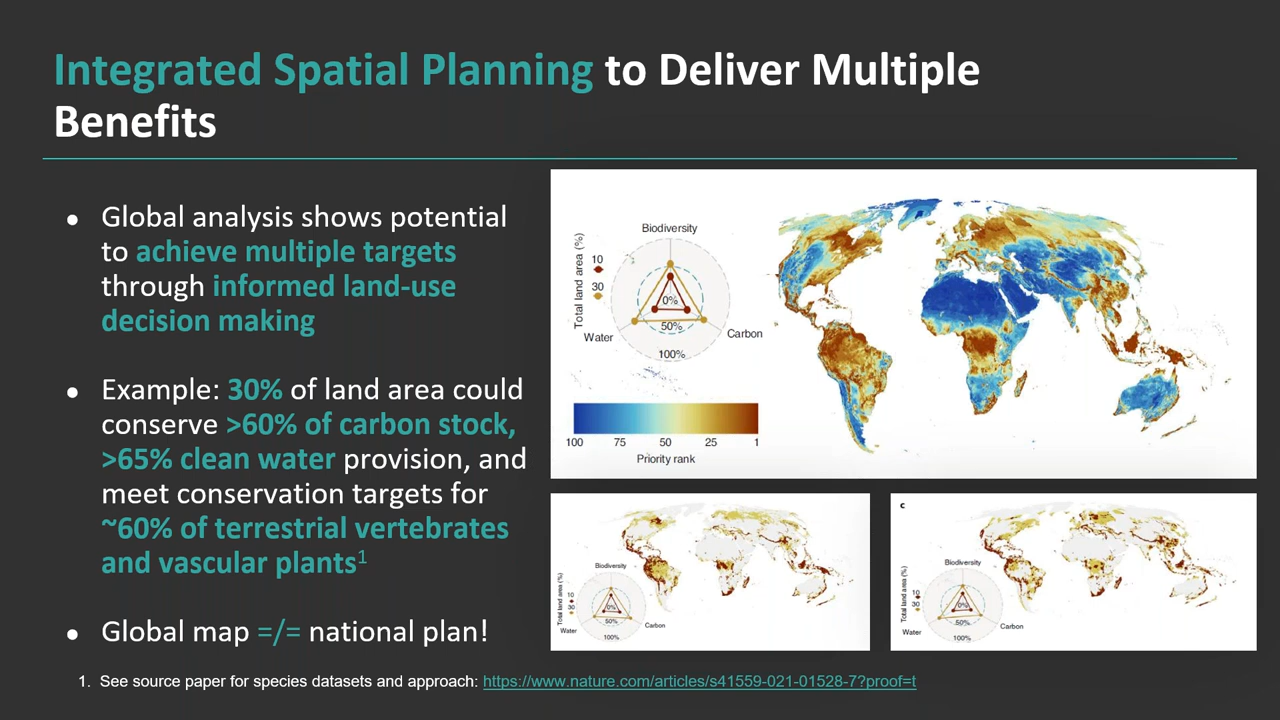 Integrated Spatial Planning to Deliver Multiple
Benefits
● Global analysis shows potential
to achieve multiple targets
through informed land-use
decision making
● Example: 30% of land area could
conserve >60% of carbon stock,
>65% clean water provision, and
meet conservation targets for
~60% of terrestrial vertebrates
and vascular plants1
● Global map =/= national plan!
1. See source paper for species datasets and approach: https://www.nature.com/articles/s41559-021-01528-7?proof=t
Total land area (%)
10
30
Biodiversity
0%
50%
100%
Water
Carbon
100 75 50 25 1
Priority rank
Total land area (%)
10
30
Biodiversity
0%
50%
100%
Water
Carbon
c
Total land area (%)
10
30
Biodiversity
0%
50%
100%
Water
Carbon